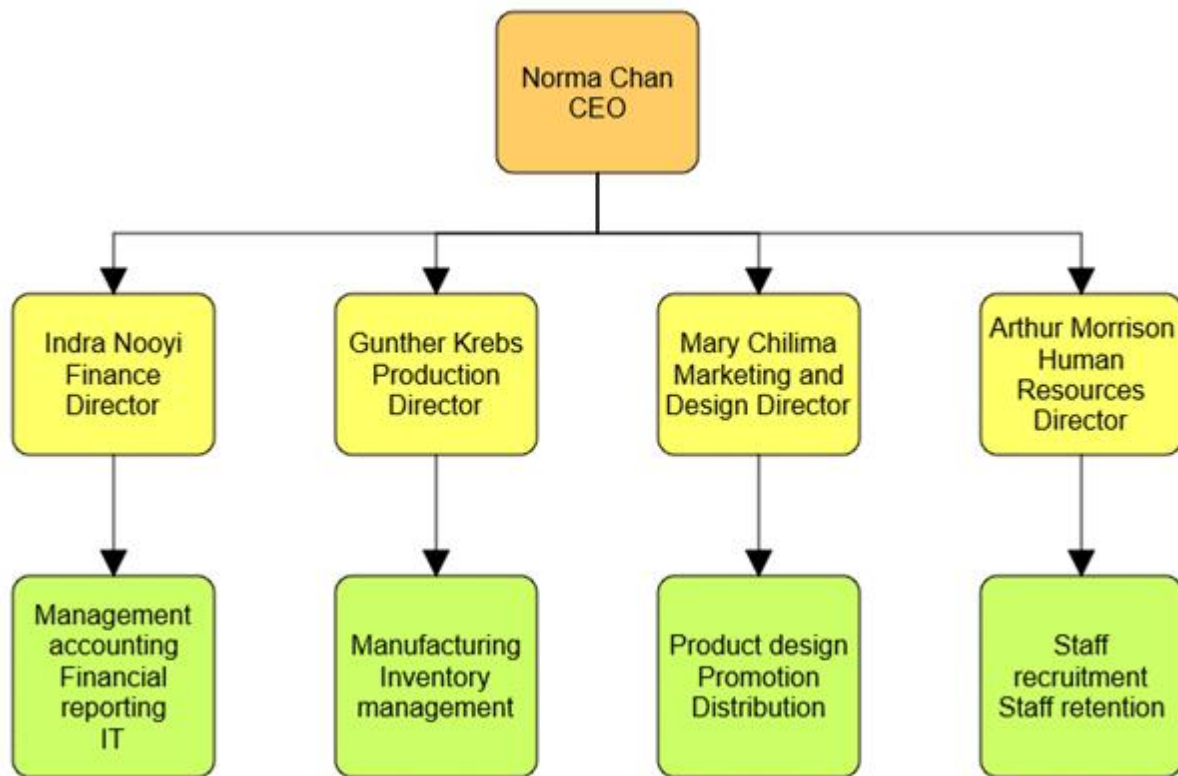 Norma Chan
CEO
Indra Nooyi
Finance
Director
Gunther Krebs
Production
Director
Mary Chilima
Marketing and
Design Director
Arthur Morrison
Human
Resources
Director
Management
accounting
Financial
reporting
IT
Manufacturing
Inventory
management
Product design
Promotion
Distribution
Staff
recruitment
Staff retention